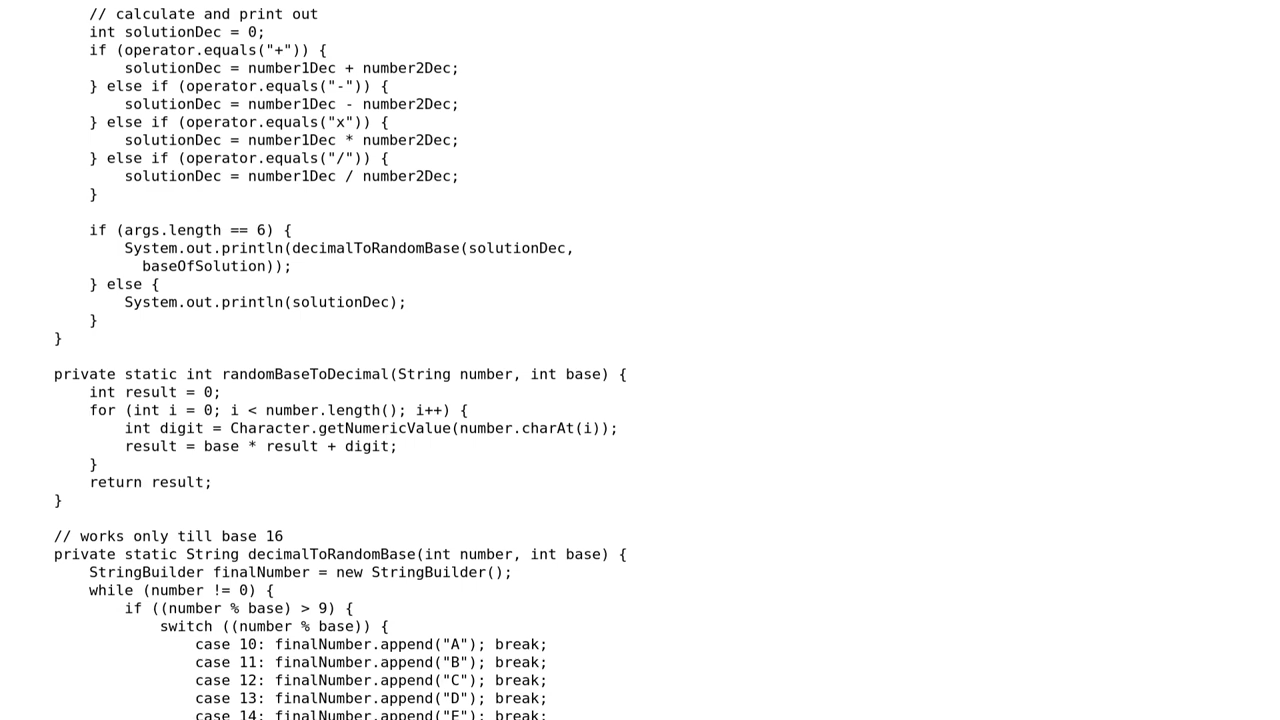 // calculate and print out
int solutionDec = 0;
if (operator.equals("+")) {
solutionDec = number1Dec + number2Dec;
} else if (operator.equals("-")) {
solutionDec = number1Dec - number2Dec;
} else if (operator.equals("x")) {
solutionDec = number1Dec * number2Dec;
} else if (operator.equals("/")) {
solutionDec = number1Dec / number2Dec;
}
if (args.length == 6) {
System.out.println(decimalToRandomBase(solutionDec,
baseOfSolution));
} else {
System.out.println(solutionDec);
}
}
private static int randomBaseToDecimal(String number, int base) {
int result = 0;
for (int i = 0; i < number.length(); i++) {
int digit = Character.getNumericValue(number.charAt(i));
result = base * result + digit;
}
return result;
}
// works only till base 16
private static String decimalToRandomBase(int number, int base) {
StringBuilder finalNumber = new StringBuilder();
while (number != 0) {
if ((number % base) > 9) {
switch ((number % base)) {
case 10: finalNumber.append("A"); break;
case 11: finalNumber.append("B"); break;
case 12: finalNumber.append("C"); break;
case 13: finalNumber.append("D"); break;
case 14: finalNumber.append("E"); break;